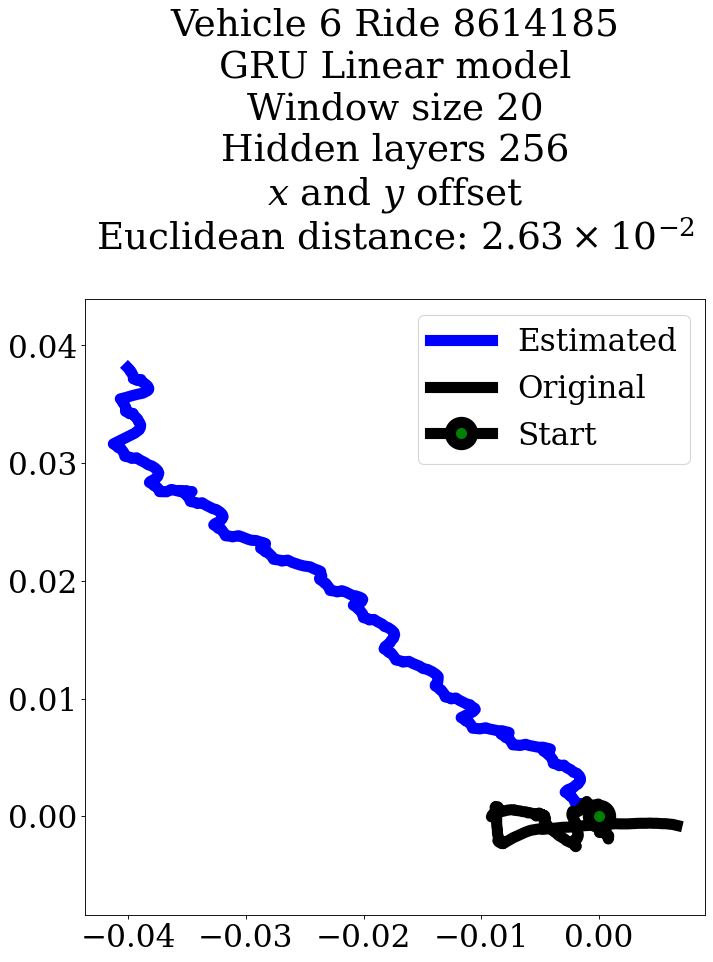 Vehicle 6 Ride 8614185
GRU Linear model
Window size 20
Hidden layers 256
x and y offset
Euclidean distance: 2.63 × 10⁻²
Estimated
Original
Start
0.04
0.03
0.02
0.01
0.00
−0.04 −0.03 −0.02 −0.01 0.00